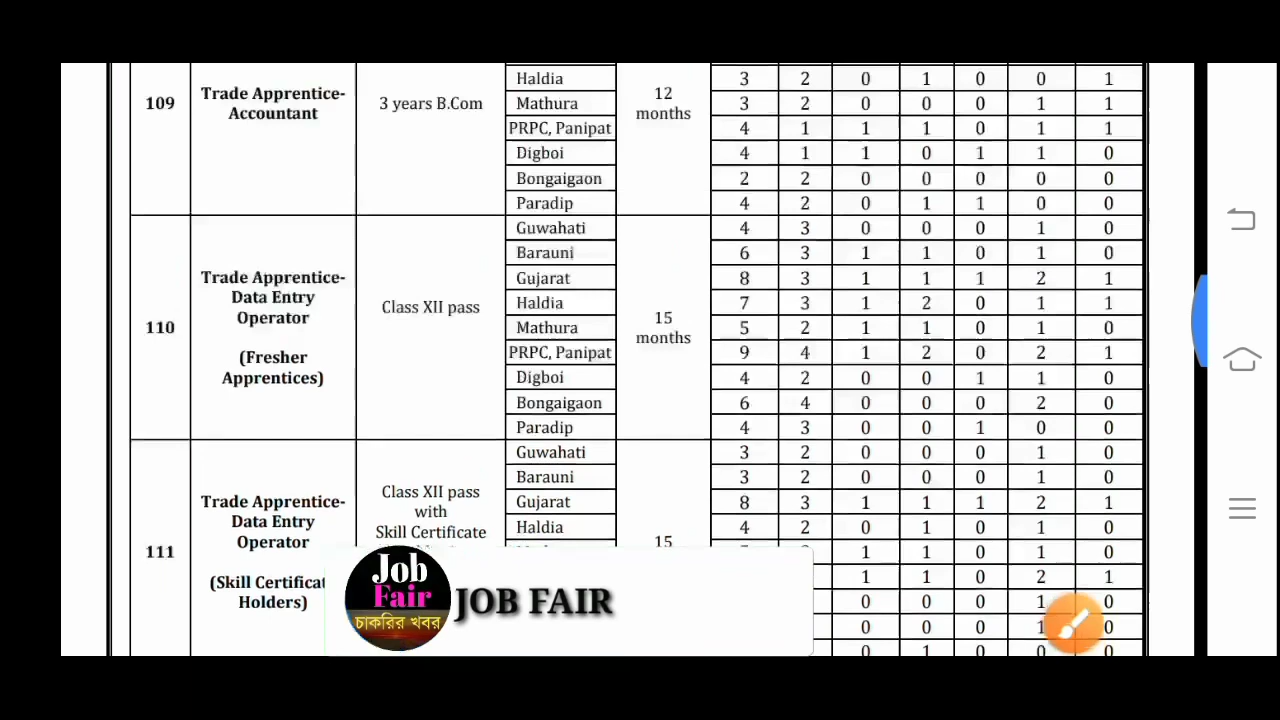 Haldia 3 2 0 1 0 0 1
109 Trade Apprentice- Accountant 3 years B.Com 12 months
Mathura 3 2 0 0 0 1 1
PRPC, Panipat 4 1 1 1 0 1 1
Digboi 4 1 1 0 1 1 0
Bongaigaon 2 2 0 0 0 0 0
Paradip 4 2 0 1 1 0 0
110 Trade Apprentice- Data Entry Operator (Fresher Apprentices) Class XII pass 15 months
Guwahati 4 3 0 0 0 1 0
Barauni 6 3 1 1 0 1 0
Gujarat 8 3 1 1 1 2 1
Haldia 7 3 1 2 0 1 1
Mathura 5 2 1 1 0 1 0
PRPC, Panipat 9 4 1 2 0 2 1
Digboi 4 2 0 0 1 1 0
Bongaigaon 6 4 0 0 0 2 0
Paradip 4 3 0 0 1 0 0
111 Trade Apprentice- Data Entry Operator (Skill Certificat Holders) Class XII pass with Skill Certificate 15
Guwahati 3 2 0 0 0 1 0
Barauni 3 2 0 0 0 1 0
Gujarat 8 3 1 1 1 2 1
Haldia 4 2 0 1 0 1 0
1 1 0 1 0
1 1 0 2 1
0 0 0 1 0
0 0 0 1 0
0 1 0 0 0
Job
Fair
চাকরির খবর
JOB FAIR